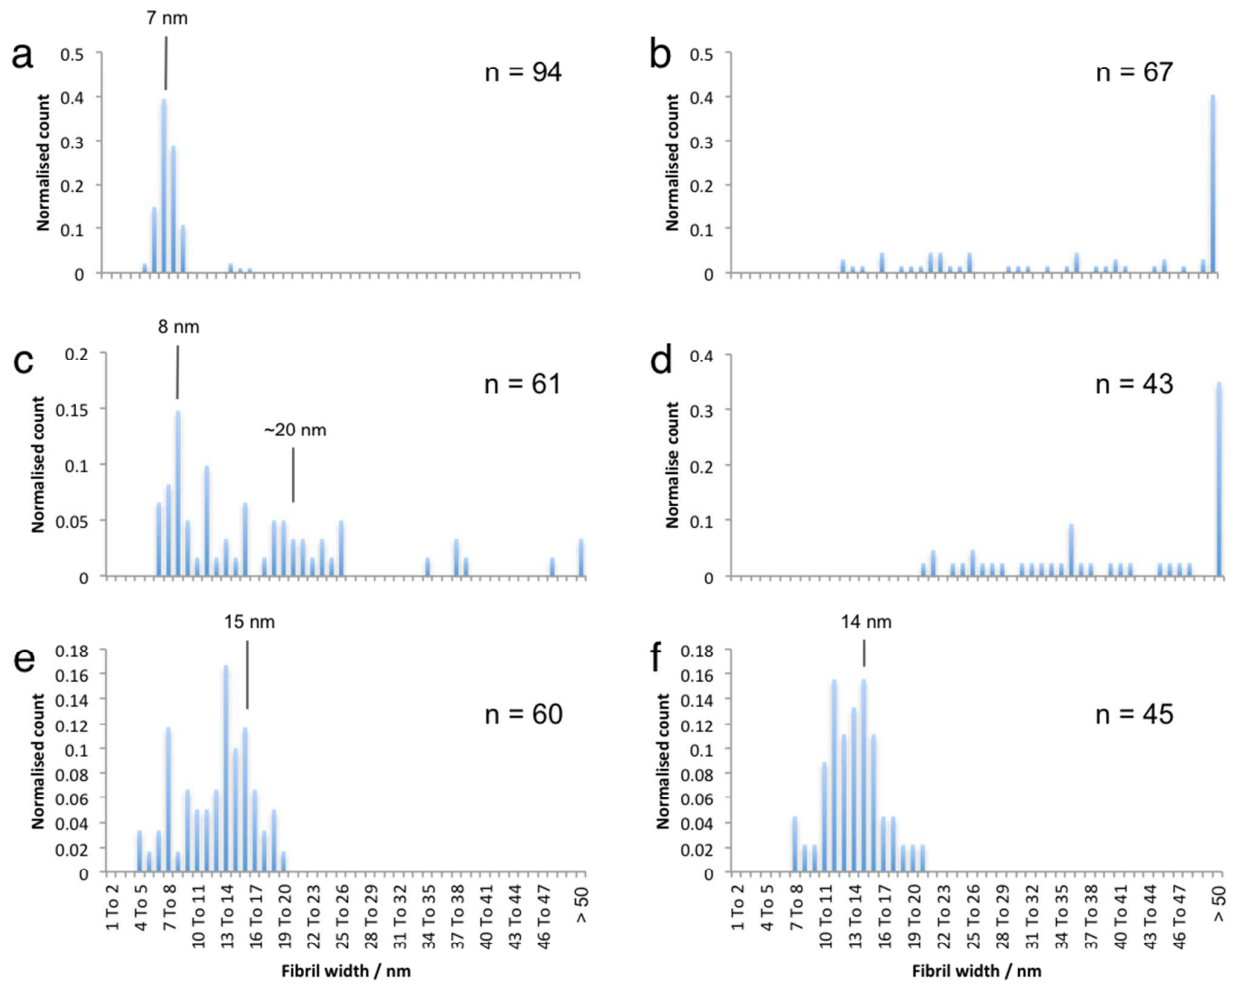 7 nm
a
n = 94
Normalised count
0.5
0.4
0.3
0.2
0.1
0
b
n = 67
Normalised count
0.5
0.4
0.3
0.2
0.1
0
8 nm
c
n = 61
~20 nm
Normalised count
0.2
0.15
0.1
0.05
0
d
n = 43
Normalise count
0.4
0.3
0.2
0.1
0
15 nm
e
n = 60
Normalised count
0.18
0.16
0.14
0.12
0.1
0.08
0.06
0.04
0.02
0
1 To 2
4 To 5
7 To 8
10 To 11
13 To 14
16 To 17
19 To 20
22 To 23
25 To 26
28 To 29
31 To 32
34 To 35
37 To 38
40 To 41
43 To 44
46 To 47
> 50
Fibril width / nm
14 nm
f
n = 45
Normalised count
0.18
0.16
0.14
0.12
0.1
0.08
0.06
0.04
0.02
0
1 To 2
4 To 5
7 To 8
10 To 11
13 To 14
16 To 17
19 To 20
22 To 23
25 To 26
28 To 29
31 To 32
34 To 35
37 To 38
40 To 41
43 To 44
46 To 47
> 50
Fibril width / nm